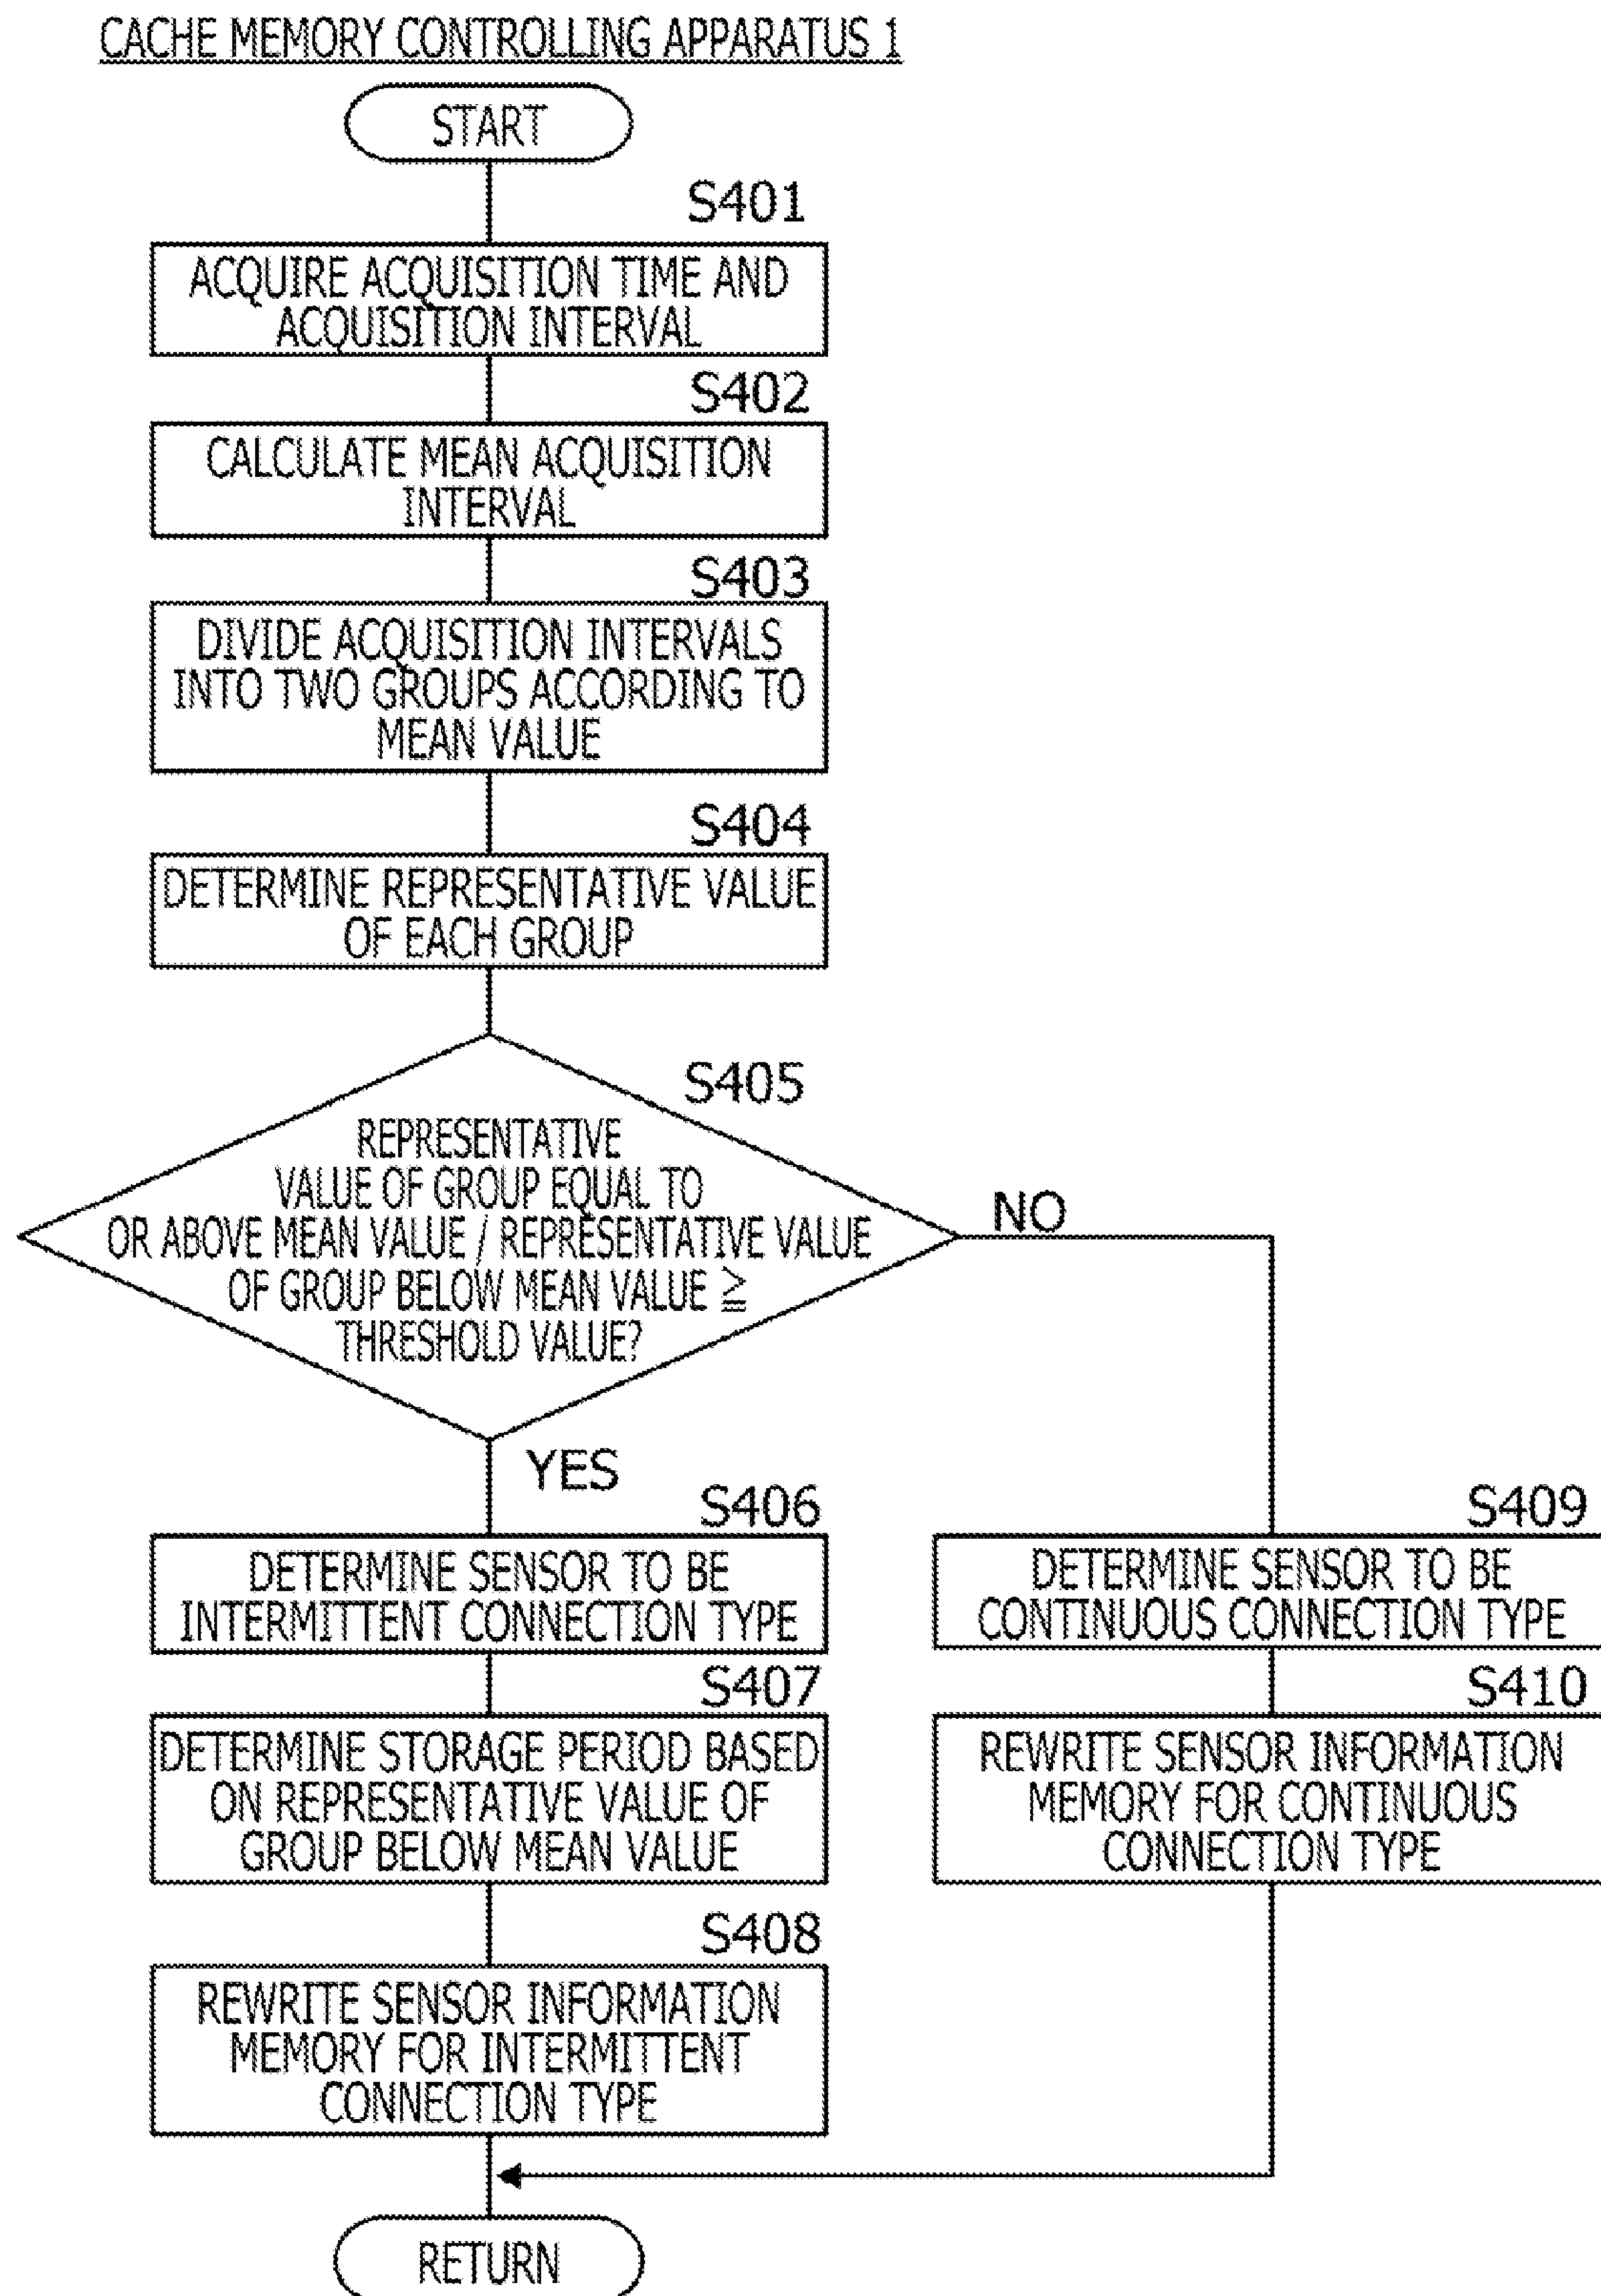 CACHE MEMORY CONTROLLING APPARATUS 1
START
S401
ACQUIRE ACQUISITION TIME AND
ACQUISITION INTERVAL
S402
CALCULATE MEAN ACQUISITION
INTERVAL
S403
DIVIDE ACQUISITION INTERVALS
INTO TWO GROUPS ACCORDING TO
MEAN VALUE
S404
DETERMINE REPRESENTATIVE VALUE
OF EACH GROUP
S405
REPRESENTATIVE
VALUE OF GROUP EQUAL TO
OR ABOVE MEAN VALUE / REPRESENTATIVE VALUE
OF GROUP BELOW MEAN VALUE ≧
THRESHOLD VALUE?
NO
YES
S406
DETERMINE SENSOR TO BE
INTERMITTENT CONNECTION TYPE
S407
DETERMINE STORAGE PERIOD BASED
ON REPRESENTATIVE VALUE OF
GROUP BELOW MEAN VALUE
S408
REWRITE SENSOR INFORMATION
MEMORY FOR INTERMITTENT
CONNECTION TYPE
S409
DETERMINE SENSOR TO BE
CONTINUOUS CONNECTION TYPE
S410
REWRITE SENSOR INFORMATION
MEMORY FOR CONTINUOUS
CONNECTION TYPE
RETURN